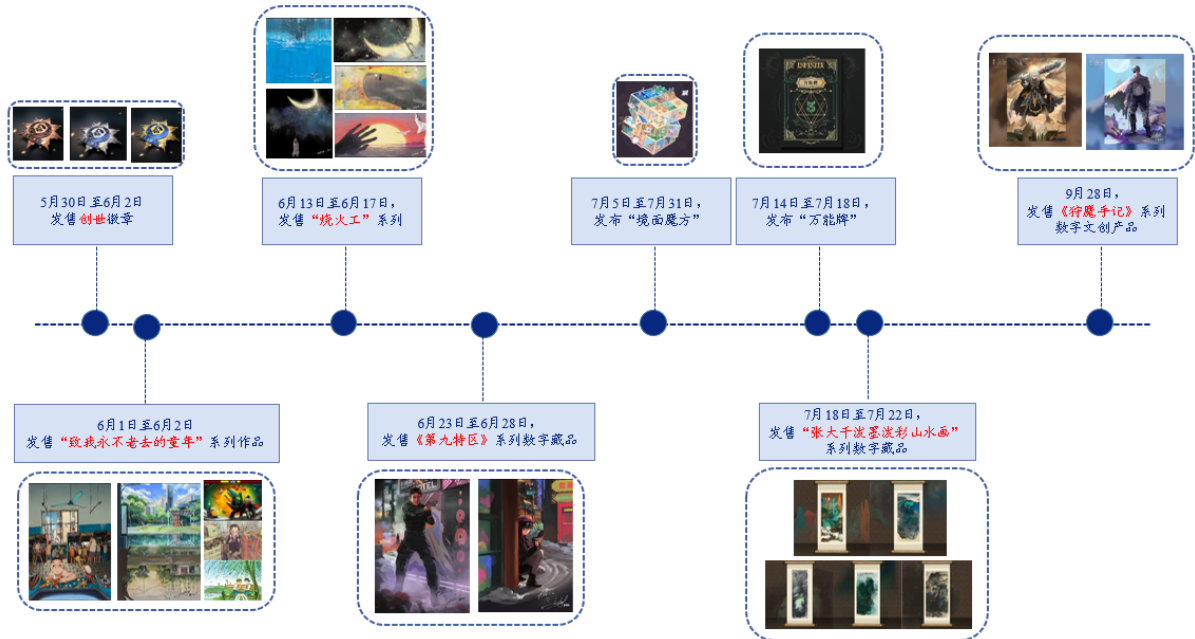 5月30日至6月2日
发售创世徽章
6月13日至6月17日，
发售“烧火工”系列
7月5日至7月31日，
发布“境面魔方”
7月14日至7月18日，
发布“万能牌”
9月28日，
发售《狩魔手记》系列
数字文创产品
6月1日至6月2日
发售“致我永不老去的童年”系列作品
6月23日至6月28日，
发售《第九特区》系列数字藏品
7月18日至7月22日，
发售“张大千泼墨泼彩山水画”
系列数字藏品